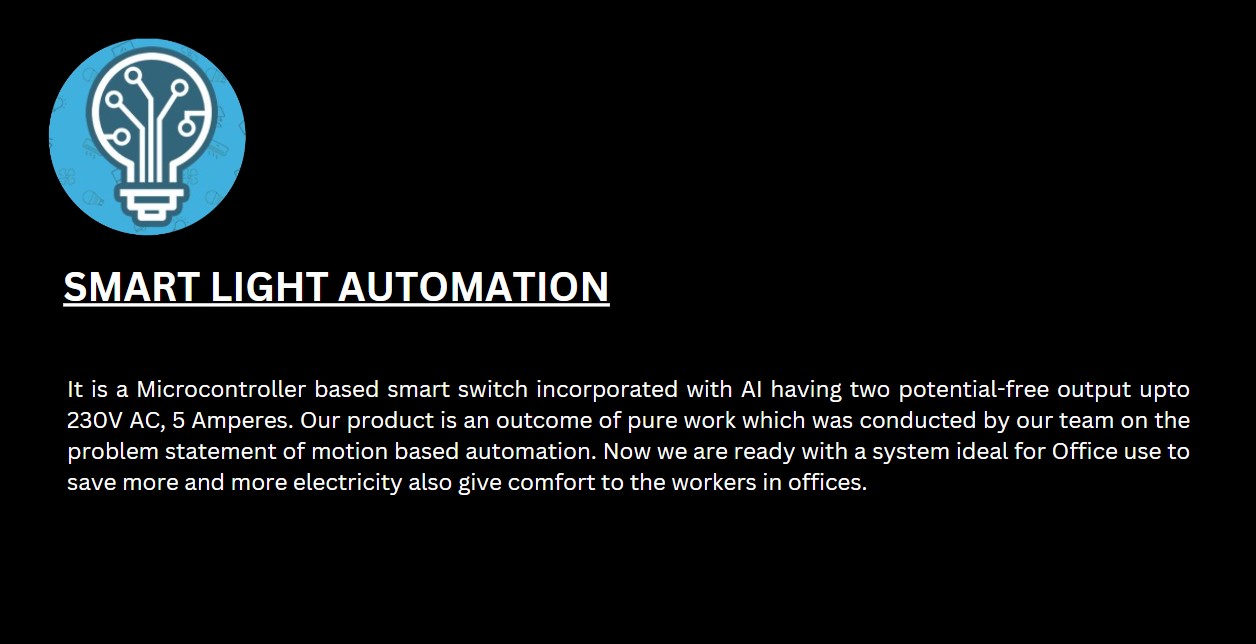 SMART LIGHT AUTOMATION
It is a Microcontroller based smart switch incorporated with AI having two potential-free output upto
230V AC, 5 Amperes. Our product is an outcome of pure work which was conducted by our team on the
problem statement of motion based automation. Now we are ready with a system ideal for Office use to
save more and more electricity also give comfort to the workers in offices.